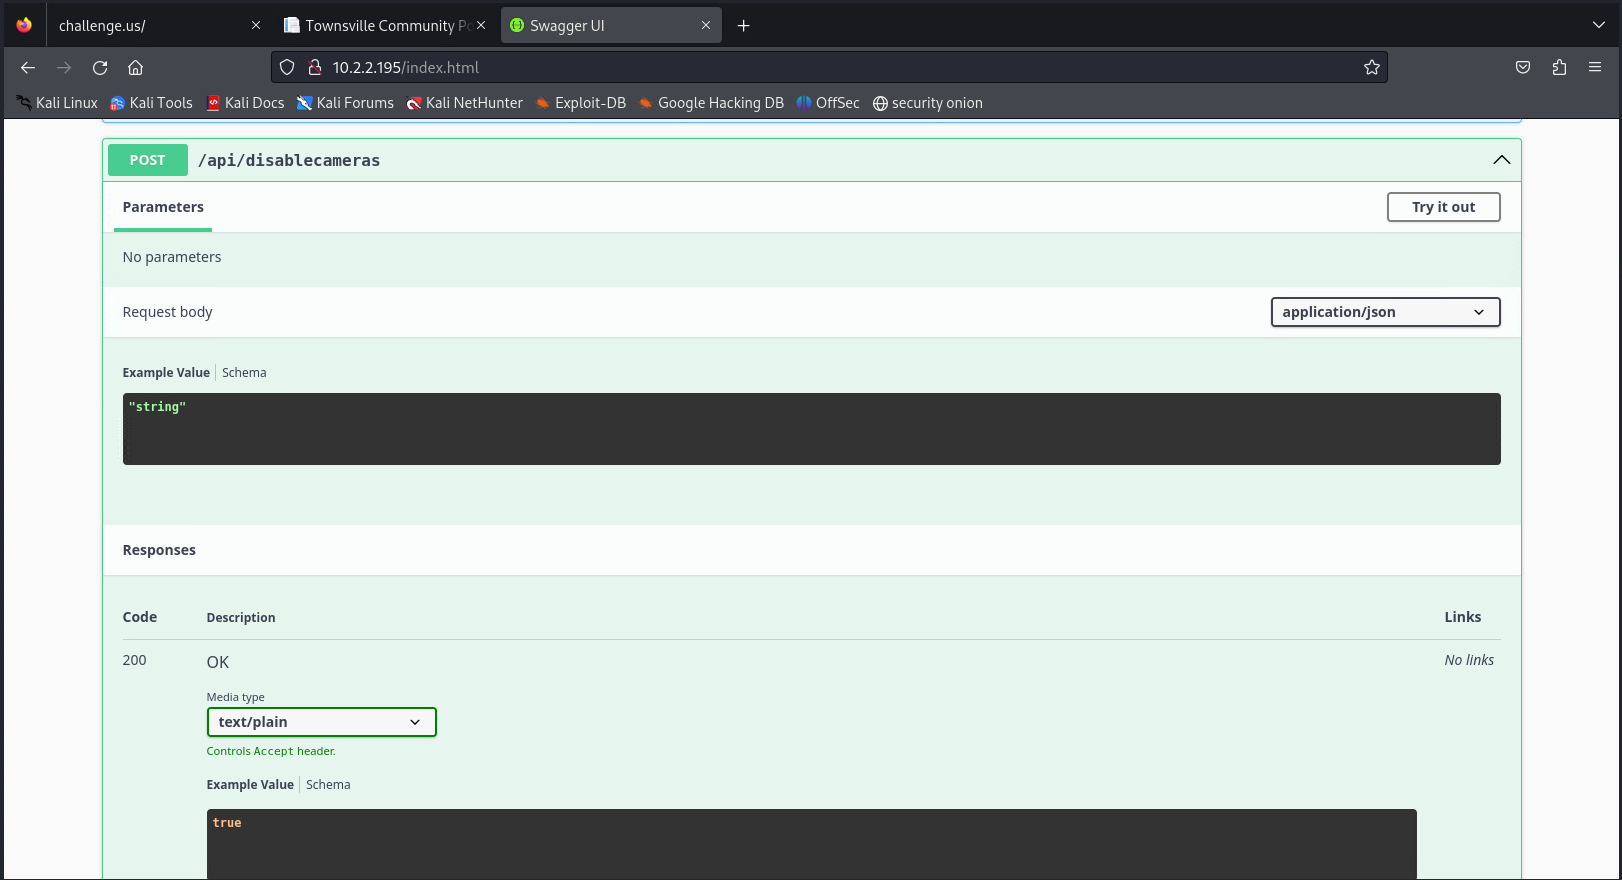 challenge.us/
Townsville Community Po
Swagger UI
10.2.2.195/index.html
Kali Linux
Kali Tools
Kali Docs
Kali Forums
Kali NetHunter
Exploit-DB
Google Hacking DB
OffSec
security onion
POST
/api/disablecameras
Parameters
Try it out
No parameters
Request body
application/json
Example Value
Schema
"string"
Responses
Code
Description
Links
200
OK
No links
Media type
text/plain
Controls Accept header.
Example Value
Schema
true